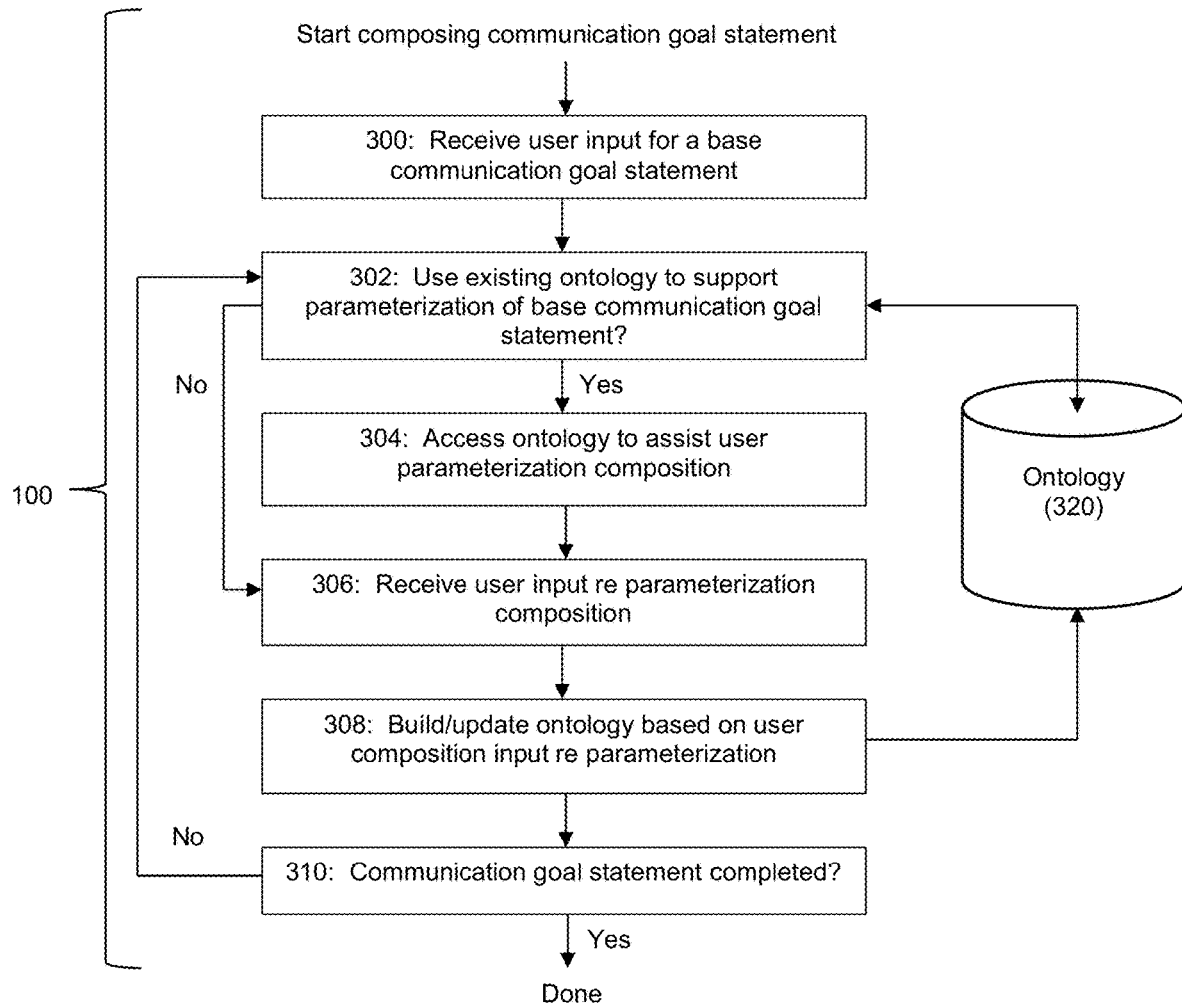 Start composing communication goal statement
300: Receive user input for a base
communication goal statement
302: Use existing ontology to support
parameterization of base communication goal
statement?
No
Yes
304: Access ontology to assist user
parameterization composition
100
Ontology
(320)
306: Receive user input re parameterization
composition
308: Build/update ontology based on user
composition input re parameterization
No
310: Communication goal statement completed?
Yes
Done